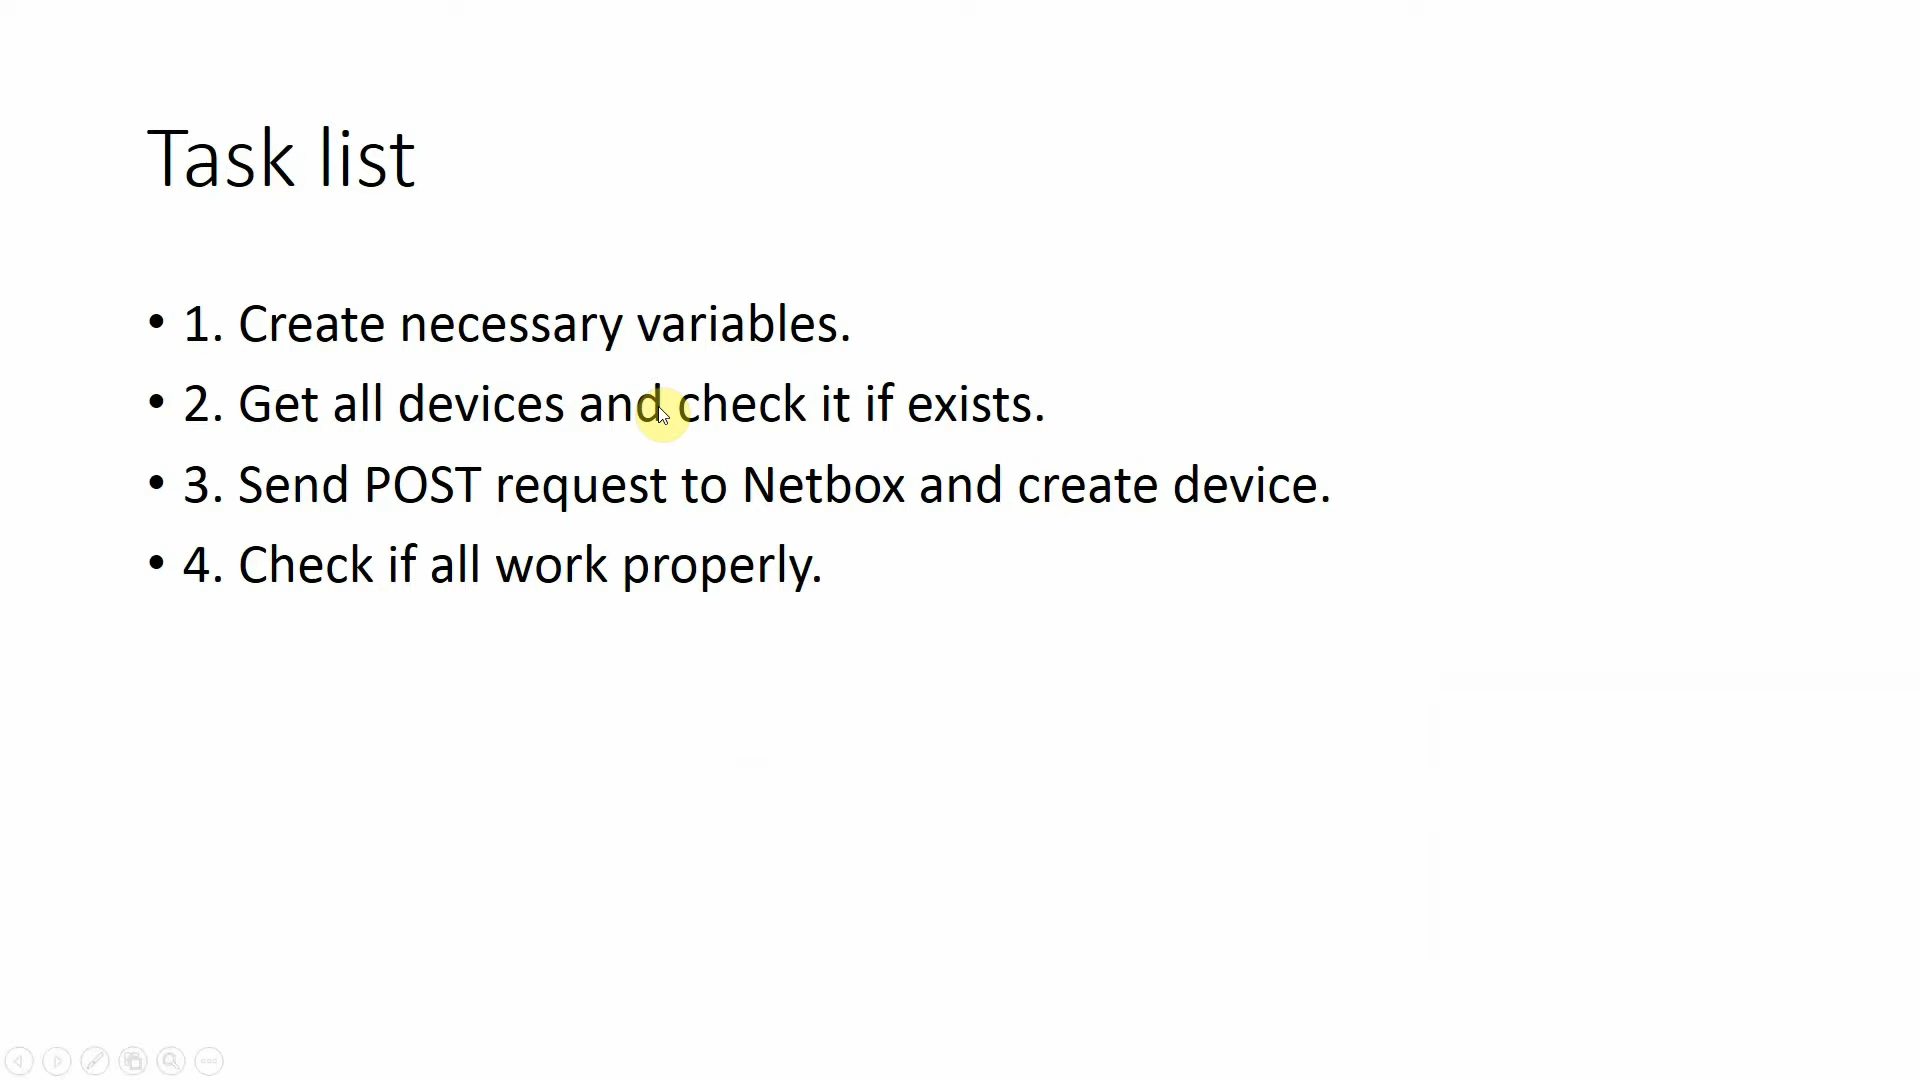 Task list
• 1. Create necessary variables.
• 2. Get all devices and check it if exists.
• 3. Send POST request to Netbox and create device.
• 4. Check if all work properly.